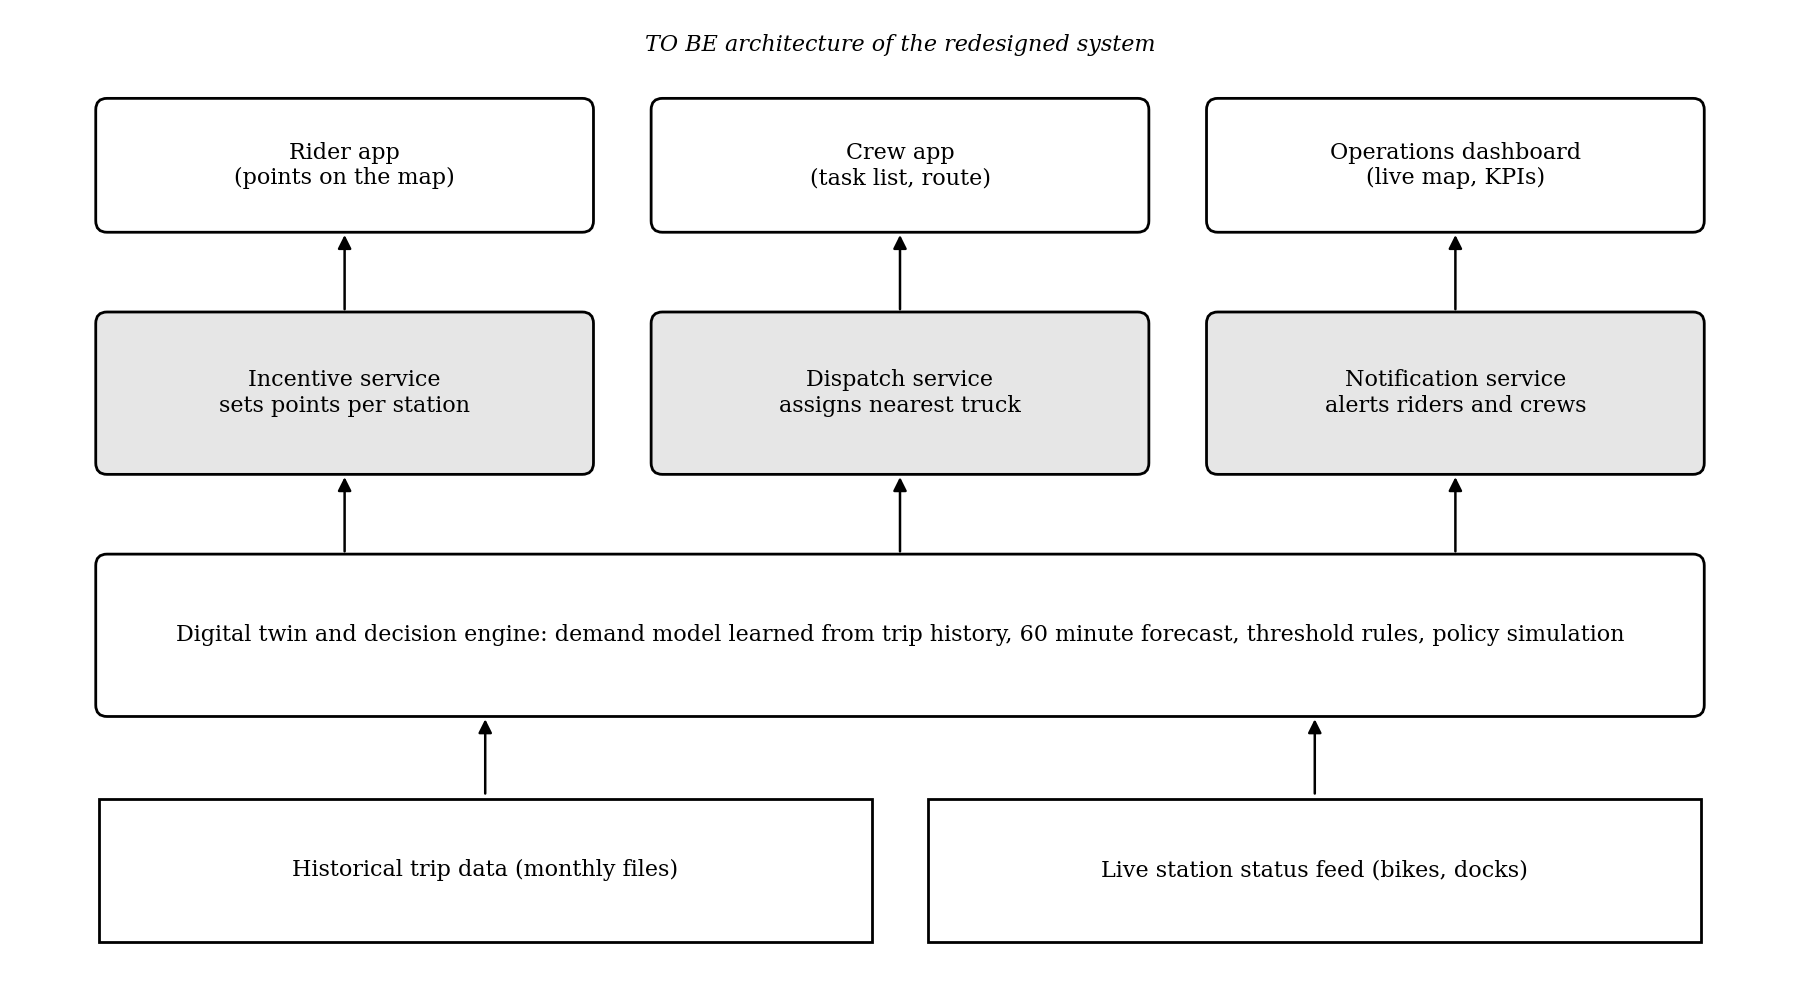 TO BE architecture of the redesigned system
Rider app
(points on the map)
Crew app
(task list, route)
Operations dashboard
(live map, KPIs)
Incentive service
sets points per station
Dispatch service
assigns nearest truck
Notification service
alerts riders and crews
Digital twin and decision engine: demand model learned from trip history, 60 minute forecast, threshold rules, policy simulation
Historical trip data (monthly files)
Live station status feed (bikes, docks)